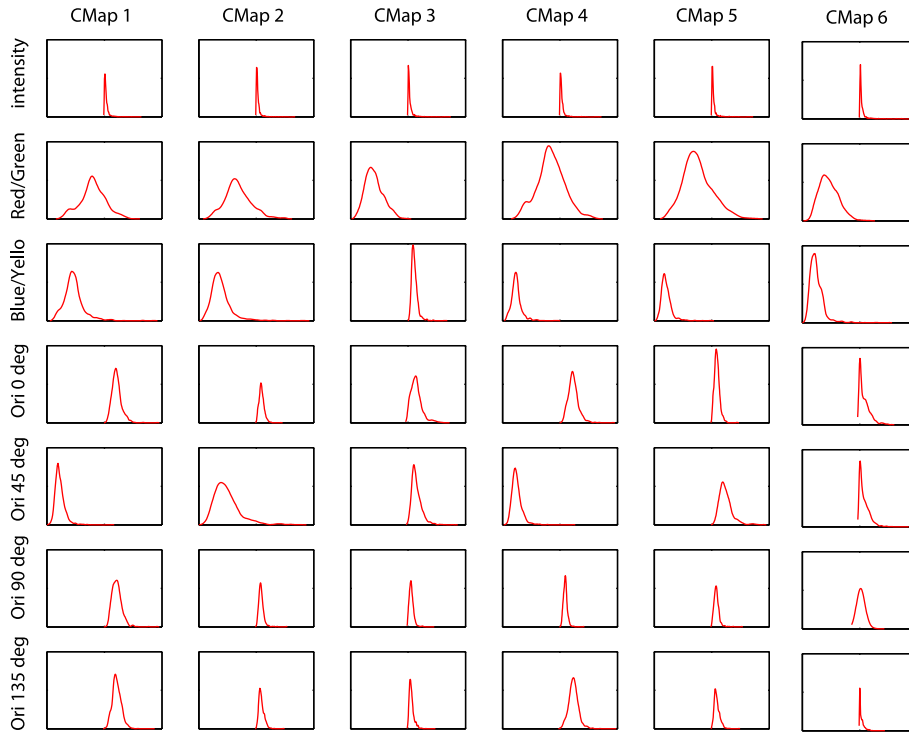 CMap 1 CMap 2 CMap 3 CMap 4 CMap 5 CMap 6
intensity
Red/Green
Blue/Yello
Ori 0 deg
Ori 45 deg
Ori 90 deg
Ori 135 deg